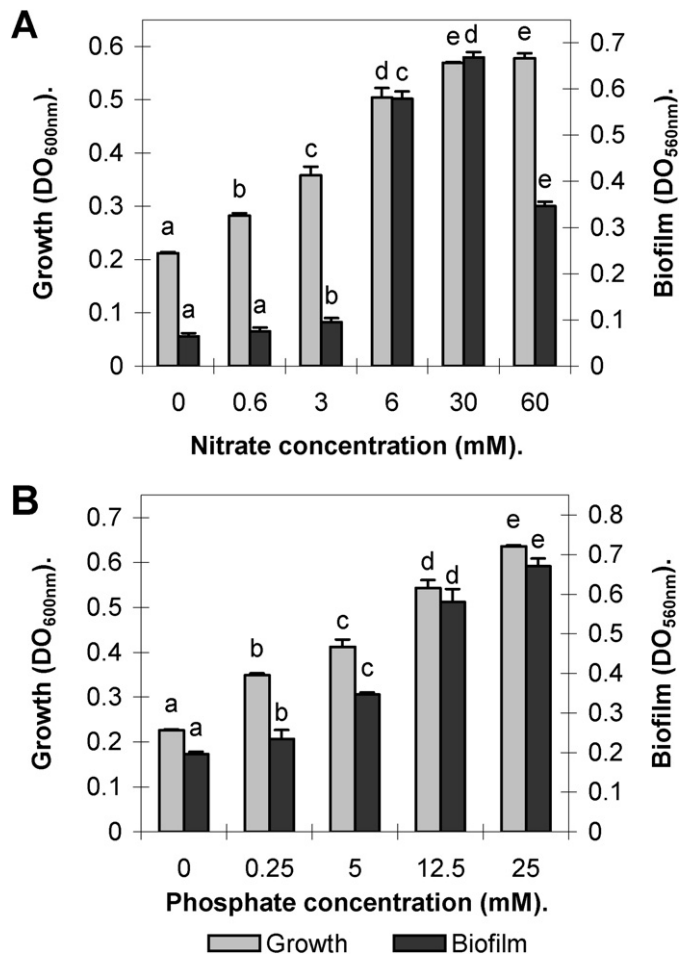 A
Growth (DO600nm).
Biofilm (DO560nm).
0.6
0.5
0.4
0.3
0.2
0.1
0
0.7
0.6
0.5
0.4
0.3
0.2
0.1
0
a
a
b
a
c
b
d
c
e
d
e
e
0 0.6 3 6 30 60
Nitrate concentration (mM).
B
Growth (DO600nm).
Biofilm (DO560nm).
0.7
0.6
0.5
0.4
0.3
0.2
0.1
0
0.8
0.7
0.6
0.5
0.4
0.3
0.2
0.1
0
a
a
b
b
c
c
d
d
e
e
0 0.25 5 12.5 25
Phosphate concentration (mM).
Growth Biofilm